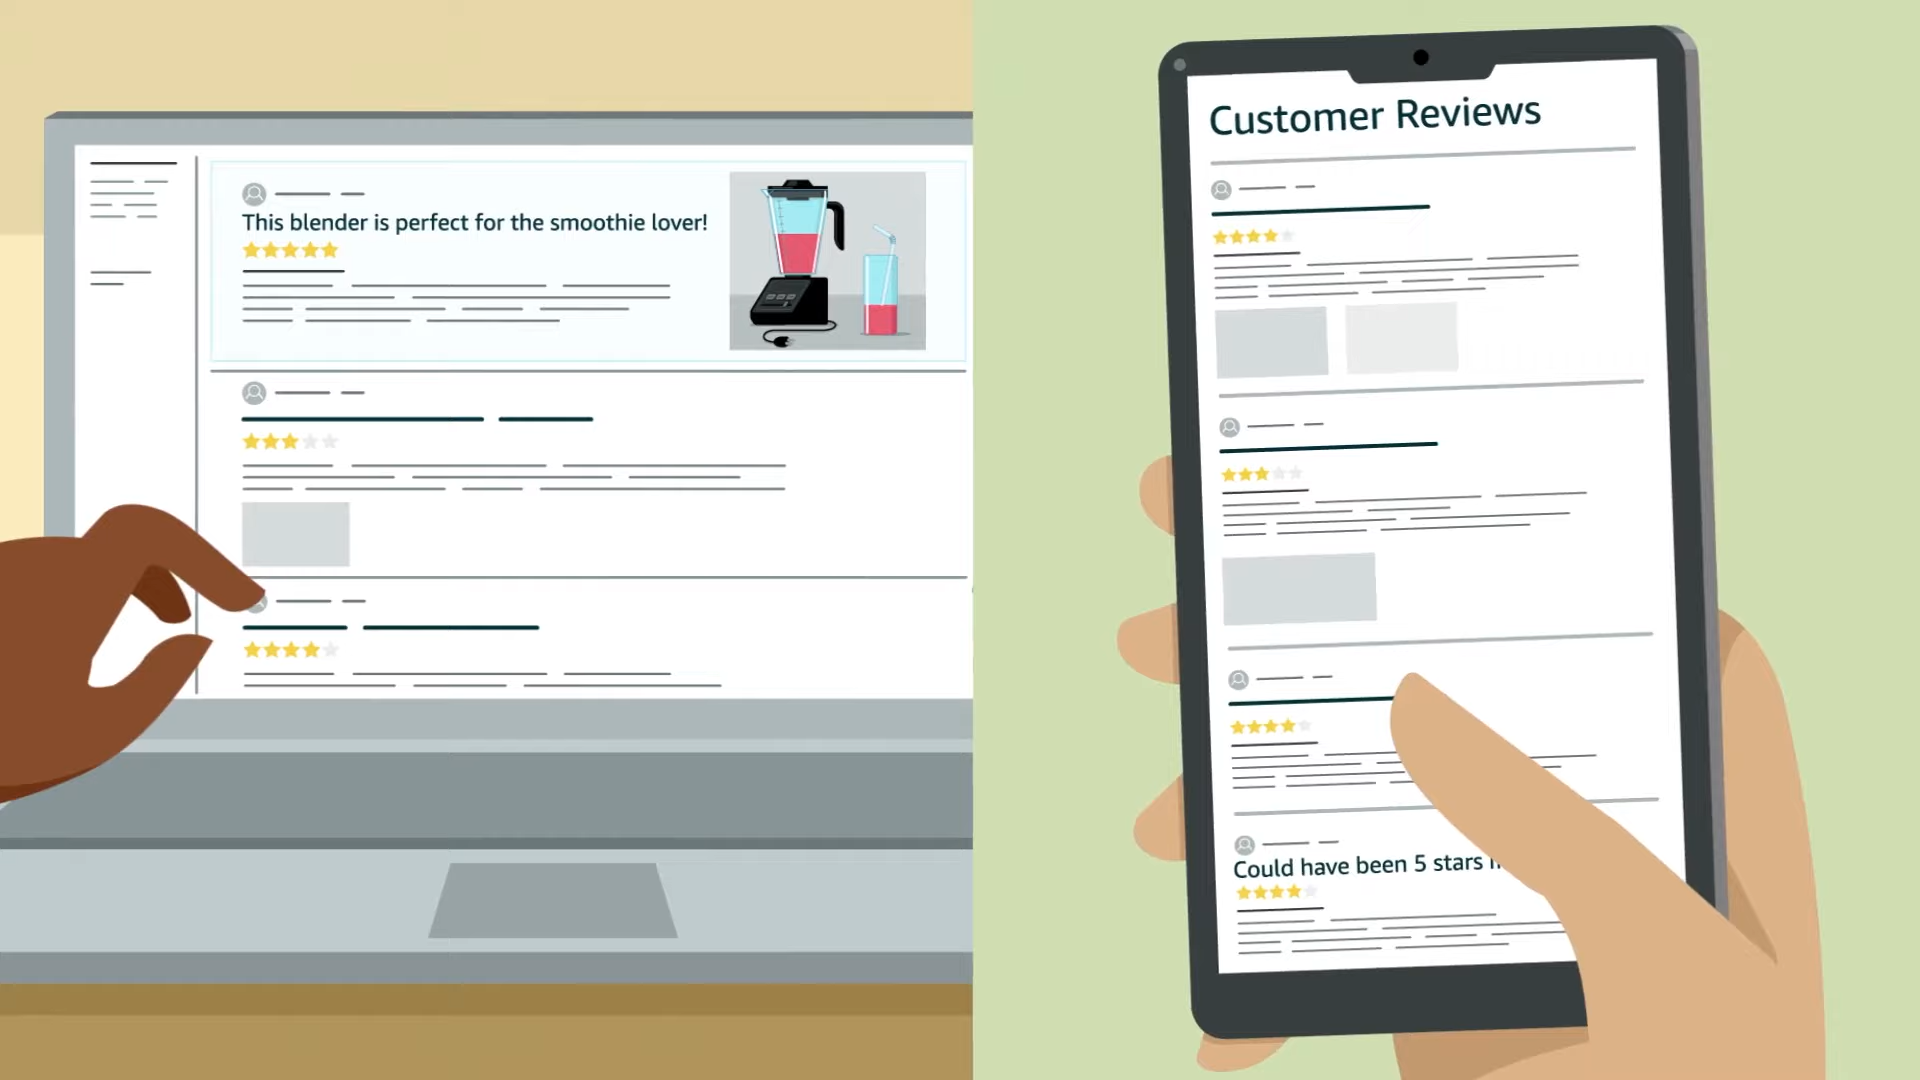 This blender is perfect for the smoothie lover!
Customer Reviews
Could have been 5 stars